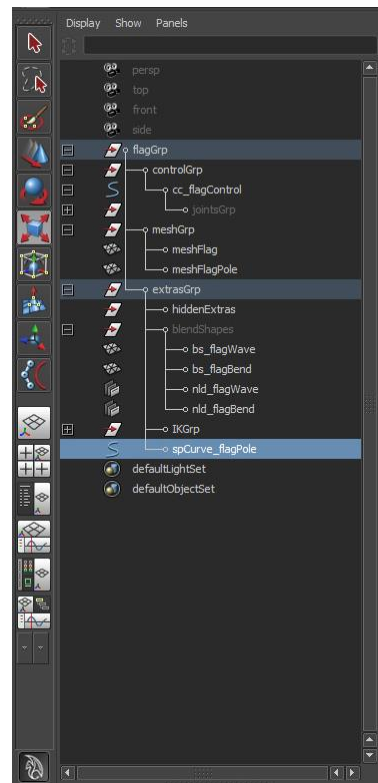 Display Show Panels
persp
top
front
side
flagGrp
controlGrp
cc_flagControl
jointsGrp
meshGrp
meshFlag
meshFlagPole
extrasGrp
hiddenExtras
blendShapes
bs_flagWave
bs_flagBend
nld_flagWave
nld_flagBend
IKGrp
spCurve_flagPole
defaultLightSet
defaultObjectSet